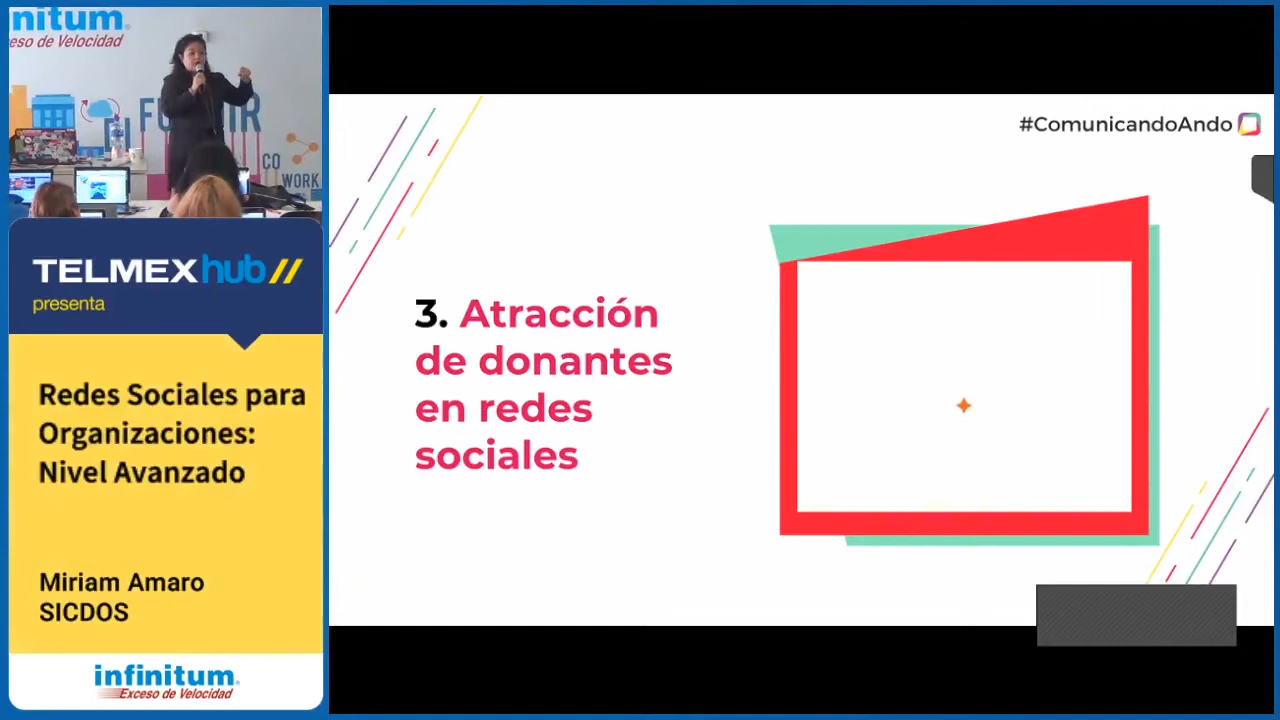 initum
eso de Velocidad
CO
WORK
TELMEXhub//
presenta
Redes Sociales para
Organizaciones:
Nivel Avanzado
Miriam Amaro
SICDOS
infinitum
Exceso de Velocidad
#ComunicandoAndo
3. Atracción
de donantes
en redes
sociales